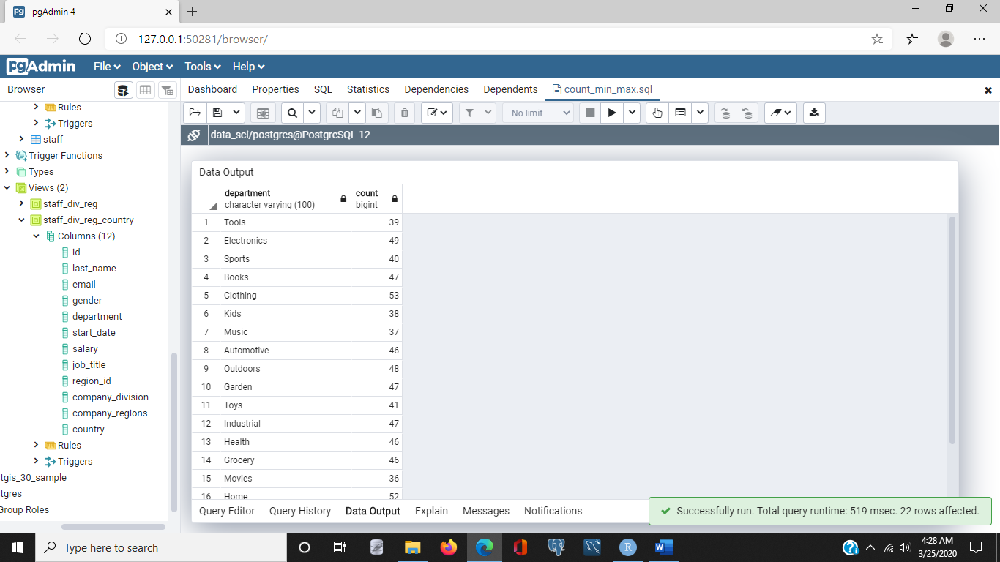 pgAdmin 4
127.0.0.1:50281/browser/
pgAdmin File Object Tools Help
Browser
Dashboard Properties SQL Statistics Dependencies Dependents count_min_max.sql
No limit
data_sci/postgres@PostgreSQL 12
Rules
Triggers
staff
Trigger Functions
Types
Views (2)
staff_div_reg
staff_div_reg_country
Columns (12)
id
last_name
email
gender
department
start_date
salary
job_title
region_id
company_division
company_regions
country
Rules
Triggers
tgis_30_sample
tgres
Group Roles
Data Output
department count
character varying (100) bigint
1 Tools 39
2 Electronics 49
3 Sports 40
4 Books 47
5 Clothing 53
6 Kids 38
7 Music 37
8 Automotive 46
9 Outdoors 48
10 Garden 47
11 Toys 41
12 Industrial 47
13 Health 46
14 Grocery 46
15 Movies 36
16 Home 52
Query Editor Query History Data Output Explain Messages Notifications
Successfully run. Total query runtime: 519 msec. 22 rows affected.
Type here to search
R
W
4:28 AM
3/25/2020